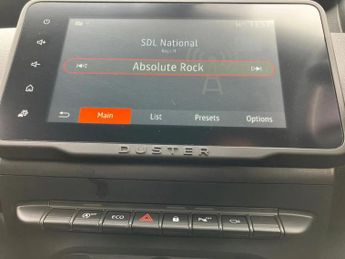 SDL National
Absolute Rock
Main
List
Presets
Options
DUSTER
ECO